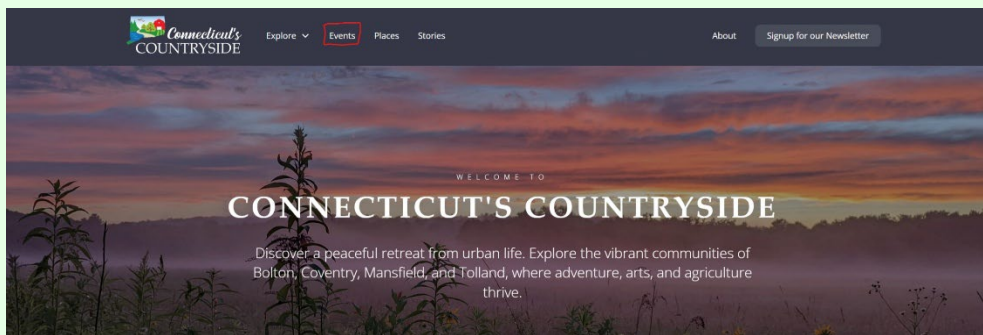 Connecticut's
COUNTRYSIDE
Explore
Events
Places
Stories
About
Signup for our Newsletter
WELCOME TO
CONNECTICUT'S COUNTRYSIDE
Discover a peaceful retreat from urban life. Explore the vibrant communities of
Bolton, Coventry, Mansfield, and Tolland, where adventure, arts, and agriculture
thrive.